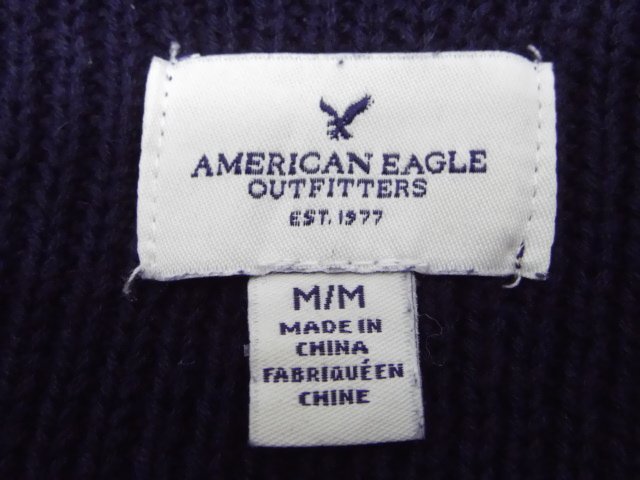 AMERICAN EAGLE
OUTFITTERS
EST. 1977
M/M
MADE IN
CHINA
FABRIQUÉ EN
CHINE